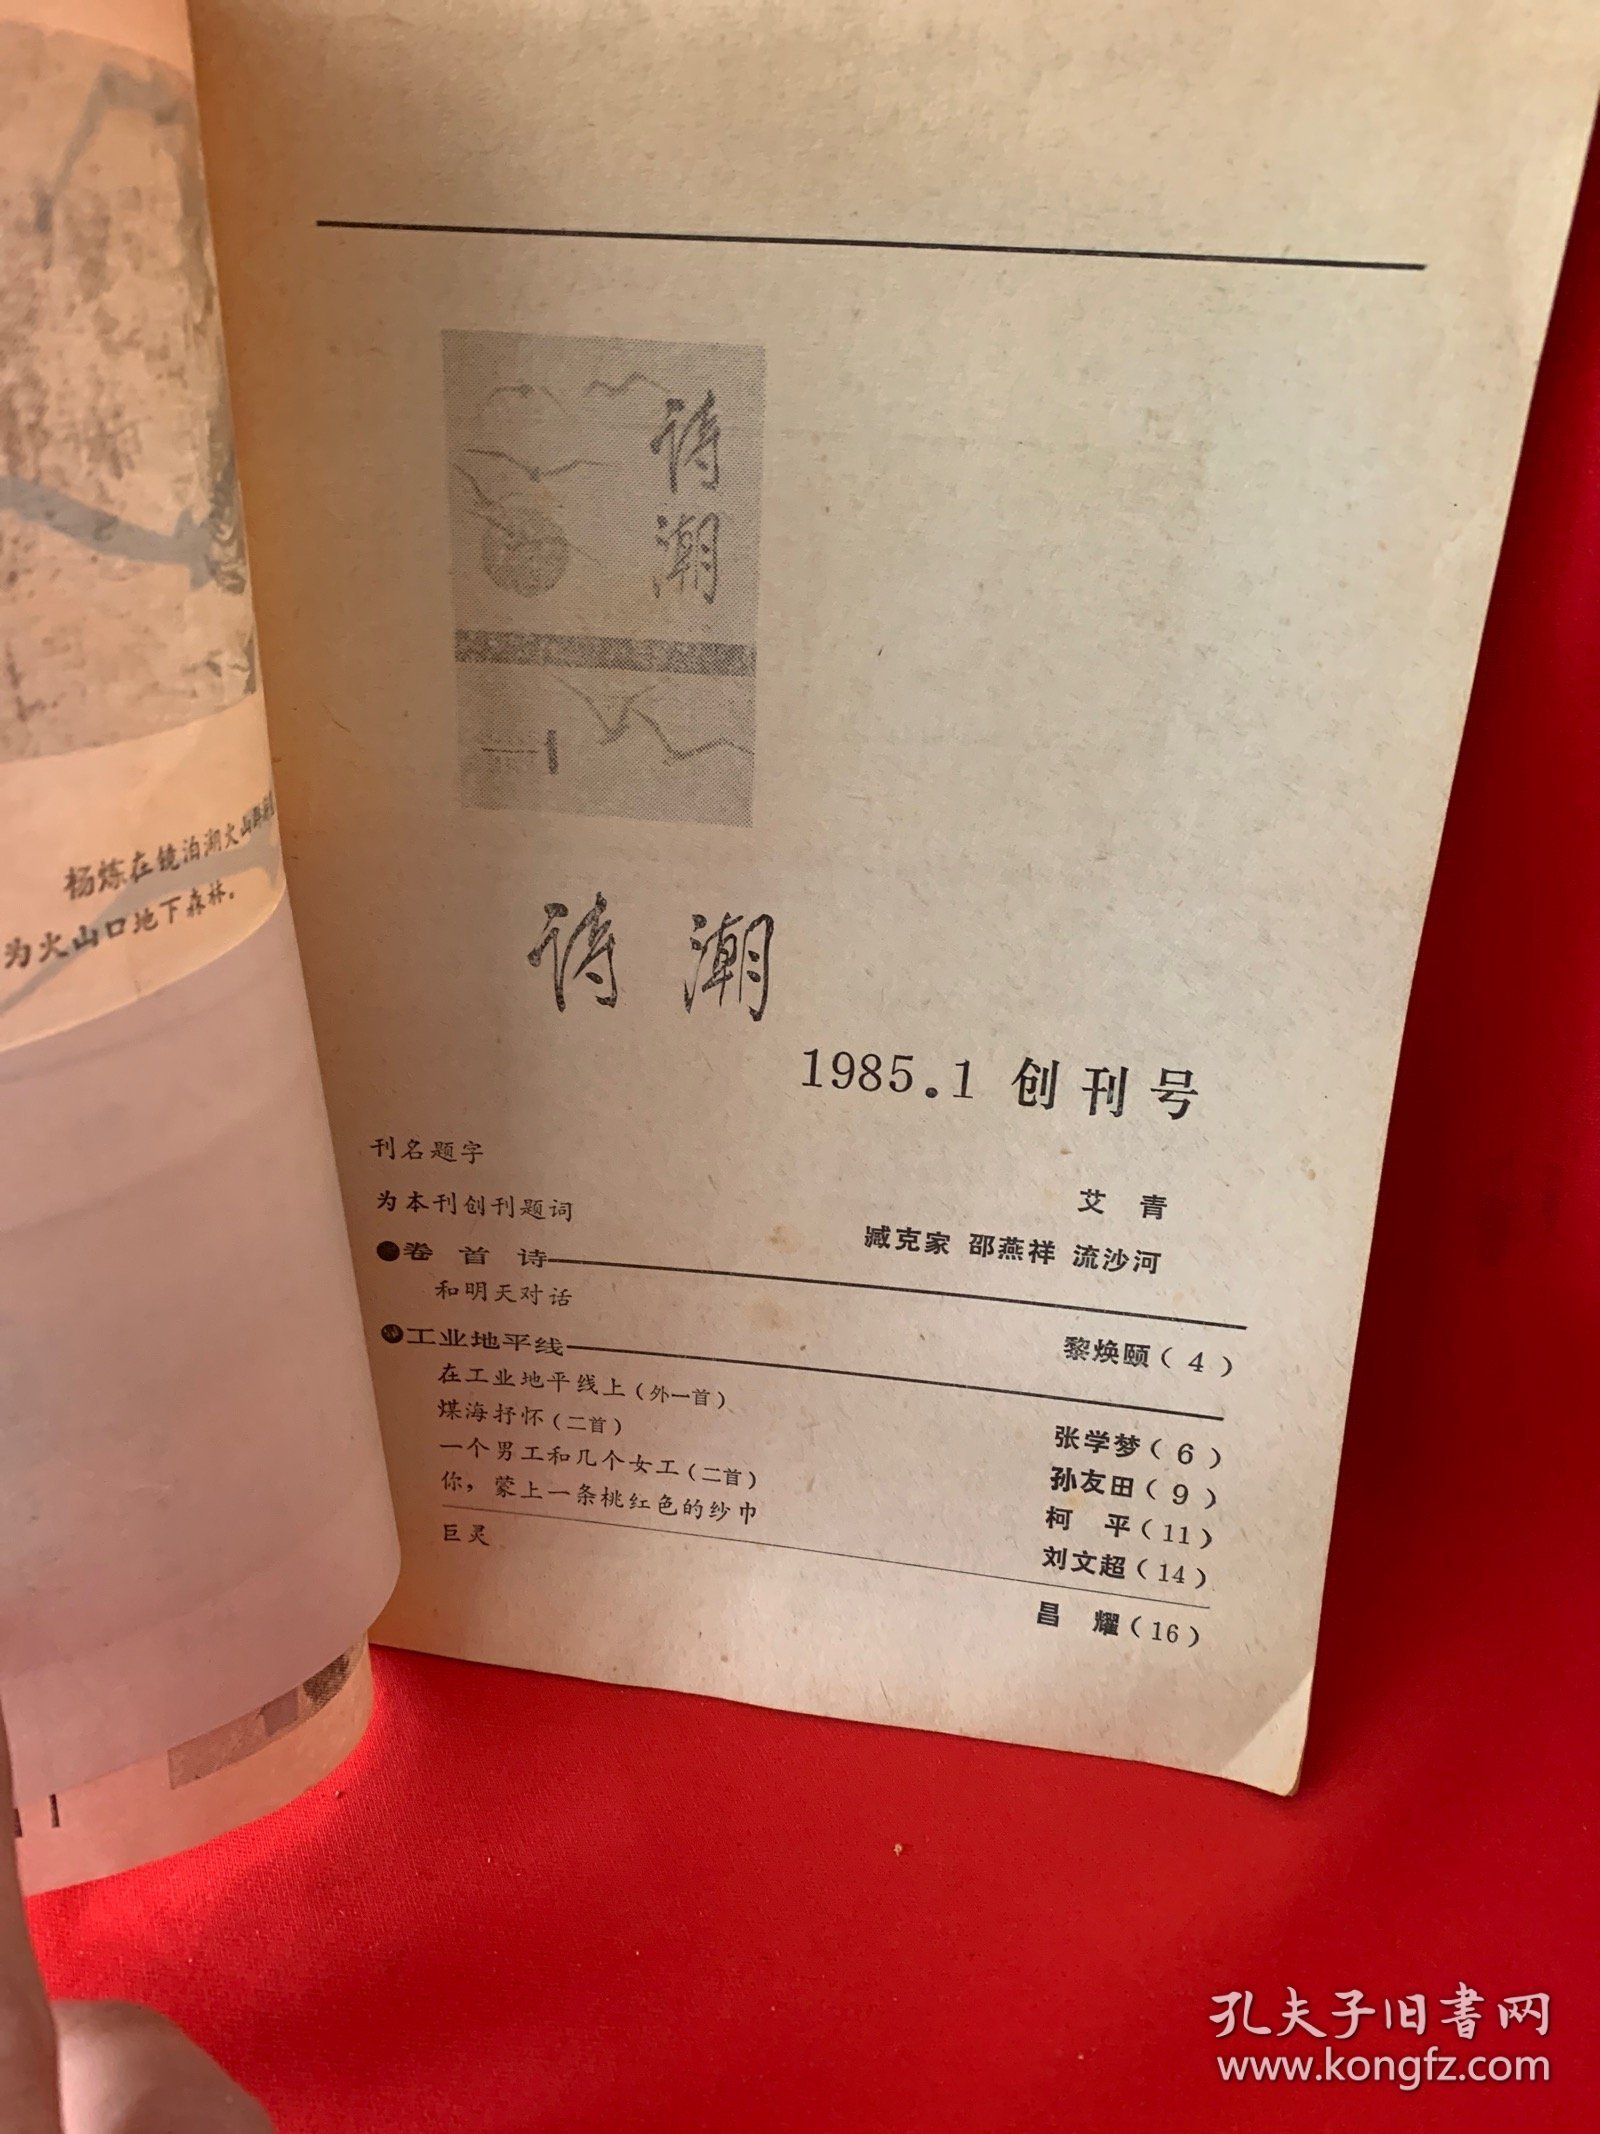 杨炼在镜泊湖火山
为火山口地下森林。
诗
潮
诗潮
1985.1 创刊号
刊名题字 艾青
为本刊创刊题词 臧克家 邵燕祥 流沙河
●卷首诗
和明天对话 黎焕颐(4)
●工业地平线
在工业地平线上(外一首) 张学梦(6)
煤海抒怀(二首) 孙友田(9)
一个男工和几个女工(二首) 柯平(11)
你，蒙上一条桃红色的纱巾 刘文超(14)
巨灵 昌耀(16)
孔夫子旧书网
www.kongfz.com